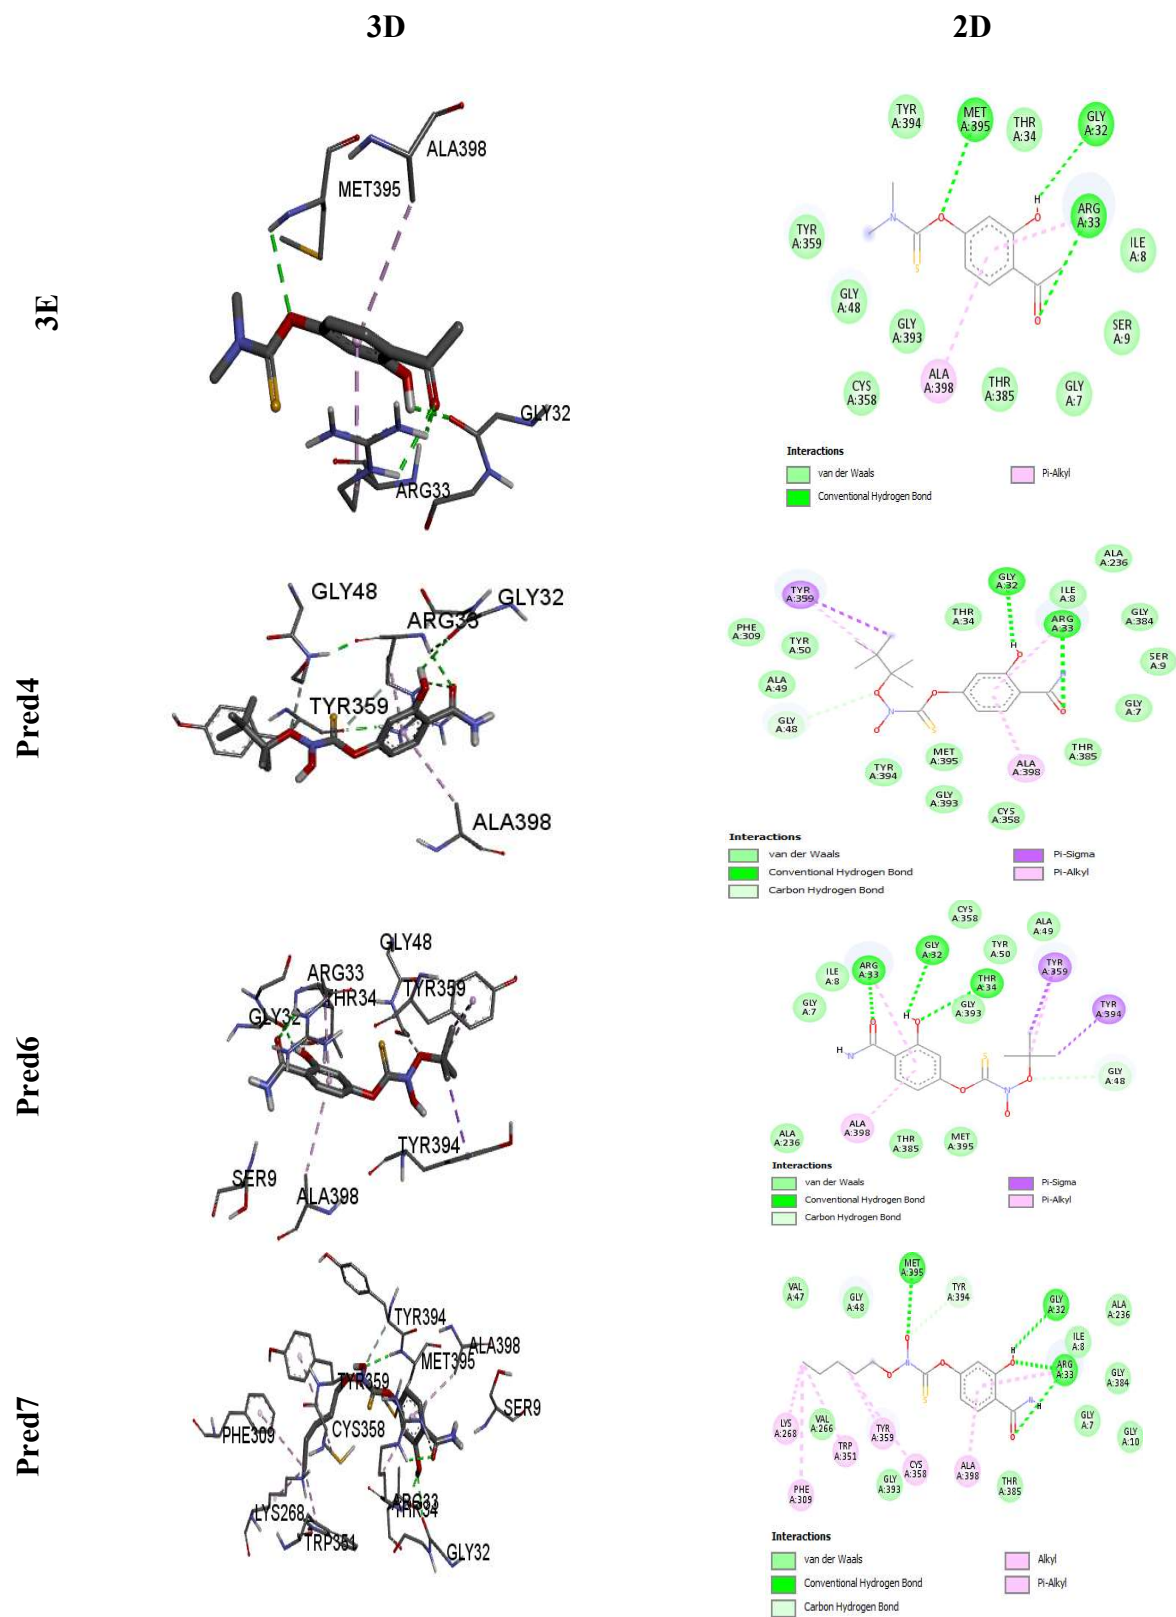 3D
2D
3E
ALA398
MET395
GLY32
ARG33
TYR A:394
MET A:395
THR A:34
GLY A:32
ARG A:33
TYR A:359
ILE A:8
GLY A:48
GLY A:393
SER A:9
CYS A:358
ALA A:398
THR A:385
GLY A:7
H
N
O
O
S
O
Interactions
van der Waals
Pi-Alkyl
Conventional Hydrogen Bond
Pred4
GLY48
GLY32
ARG33
TYR359
ALA398
ALA A:236
GLY A:32
TYR A:359
ILE A:8
THR A:34
ARG A:33
GLY A:384
PHE A:309
TYR A:50
SER A:9
ALA A:49
GLY A:7
GLY A:48
TYR A:394
MET A:395
THR A:385
ALA A:398
GLY A:393
CYS A:358
Interactions
van der Waals
Pi-Sigma
Conventional Hydrogen Bond
Pi-Alkyl
Carbon Hydrogen Bond
Pred6
GLY48
ARG33
THR34
TYR359
GLY32
TYR394
SER9
ALA398
CYS A:358
ALA A:49
GLY A:32
TYR A:50
ARG A:33
TYR A:359
ILE A:8
THR A:34
GLY A:7
GLY A:393
TYR A:394
GLY A:48
ALA A:398
ALA A:236
THR A:385
MET A:395
Interactions
van der Waals
Pi-Sigma
Conventional Hydrogen Bond
Pi-Alkyl
Carbon Hydrogen Bond
Pred7
TYR394
ALA398
MET395
TYR359
SER9
PHE309
CYS358
LYS268
ARG33
THR34
TRP351
GLY32
MET A:395
VAL A:47
GLY A:48
TYR A:394
GLY A:32
ALA A:236
ILE A:8
ARG A:33
GLY A:384
LYS A:268
VAL A:266
TYR A:359
GLY A:7
GLY A:10
TRP A:351
CYS A:358
ALA A:398
PHE A:309
GLY A:393
THR A:385
Interactions
van der Waals
Alkyl
Conventional Hydrogen Bond
Pi-Alkyl
Carbon Hydrogen Bond